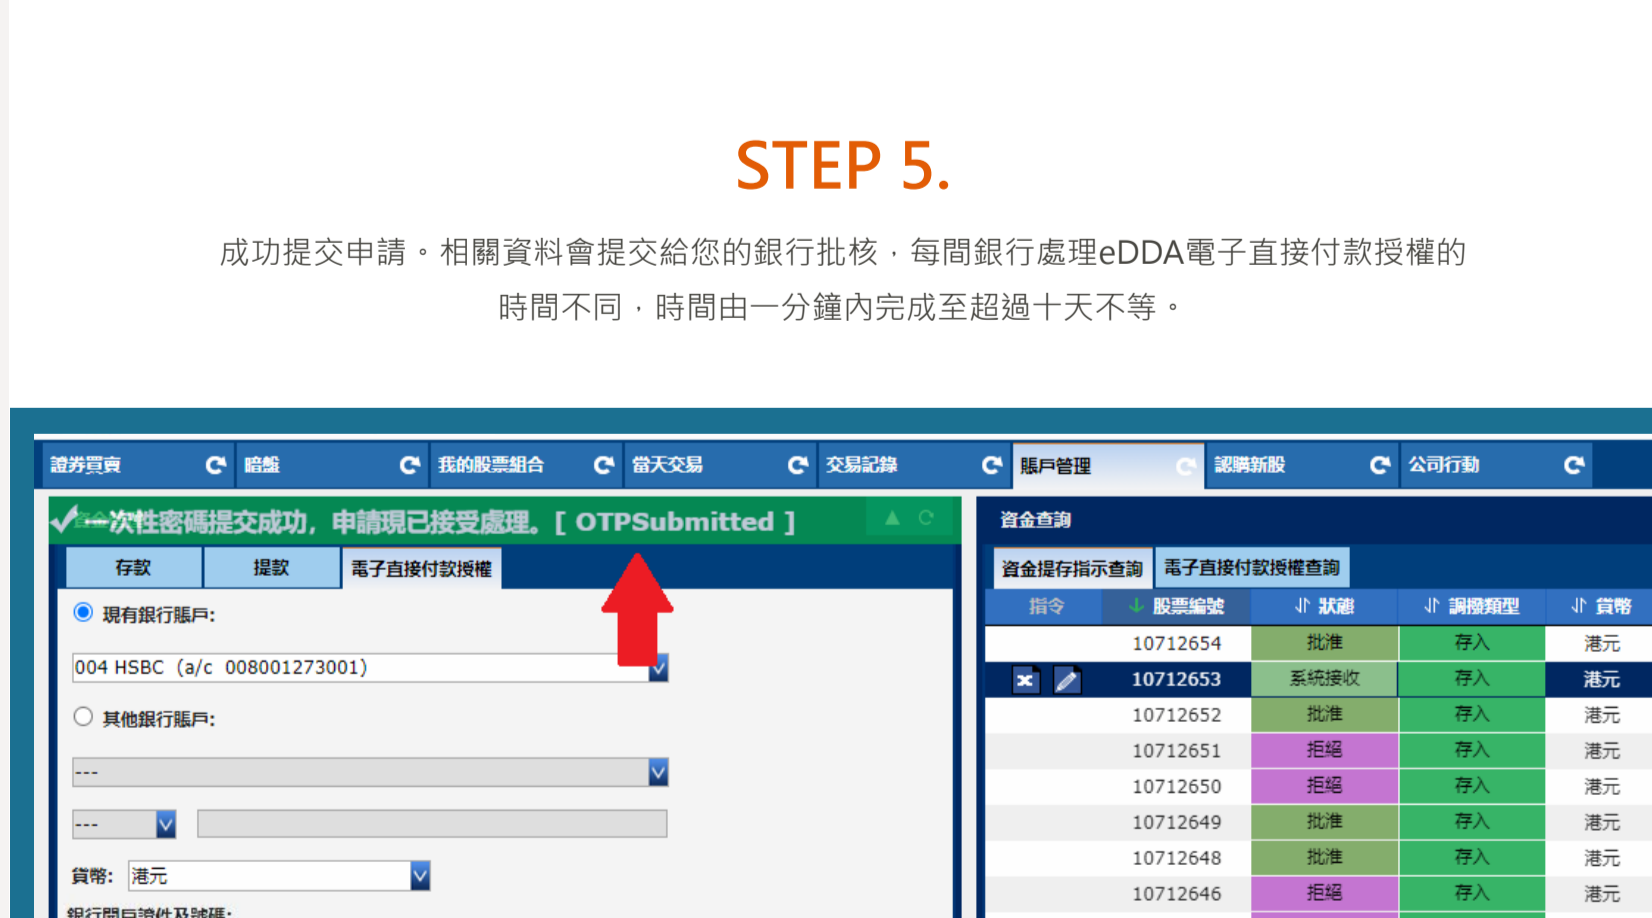 STEP 5.
成功提交申請。相關資料會提交給您的銀行批核，每間銀行處理eDDA電子直接付款授權的
時間不同，時間由一分鐘內完成至超過十天不等。
證券買賣 暗盤 我的股票組合 當天交易 交易記錄 賬戶管理 認購新股 公司行動
一次性密碼提交成功，申請現已接受處理。[ OTPSubmitted ]
存款 提款 電子直接付款授權
現有銀行賬戶:
004 HSBC (a/c 008001273001)
其他銀行賬戶:
---
---
貨幣: 港元
銀行開戶證件及號碼:
資金查詢
資金提存指示查詢 電子直接付款授權查詢
指令 股票編號 狀態 調撥類型 貨幣
10712654 批准 存入 港元
10712653 系統接收 存入 港元
10712652 批准 存入 港元
10712651 拒絕 存入 港元
10712650 拒絕 存入 港元
10712649 批准 存入 港元
10712648 批准 存入 港元
10712646 拒絕 存入 港元